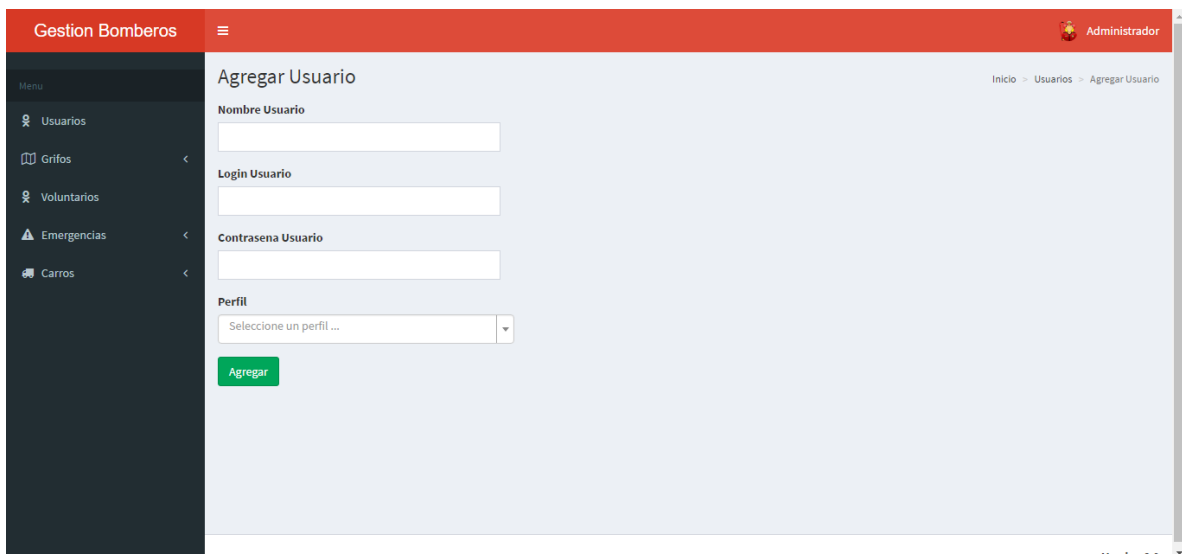 Gestion Bomberos
Administrador
Menu
Usuarios
Grifos
Voluntarios
Emergencias
Carros
Agregar Usuario
Inicio > Usuarios > Agregar Usuario
Nombre Usuario
Login Usuario
Contrasena Usuario
Perfil
Seleccione un perfil ...
Agregar